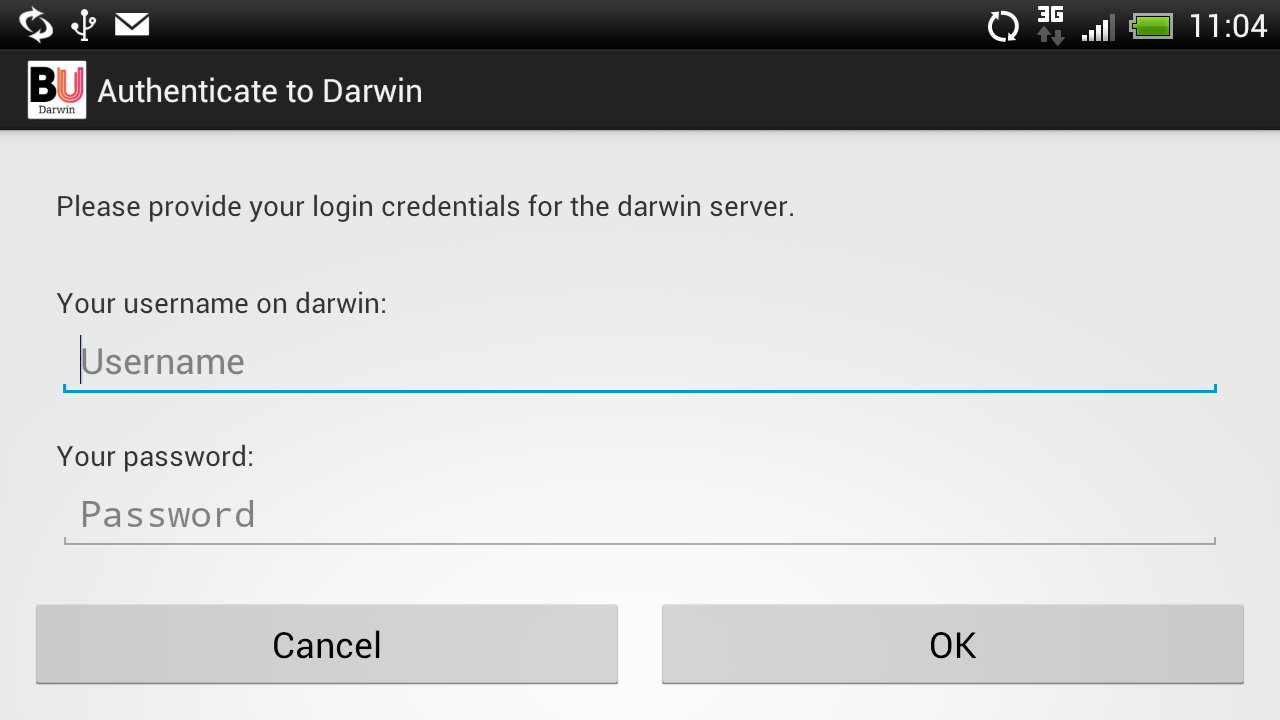 3G
11:04
BU
Darwin
Authenticate to Darwin
Please provide your login credentials for the darwin server.
Your username on darwin:
Username
Your password:
Password
Cancel
OK